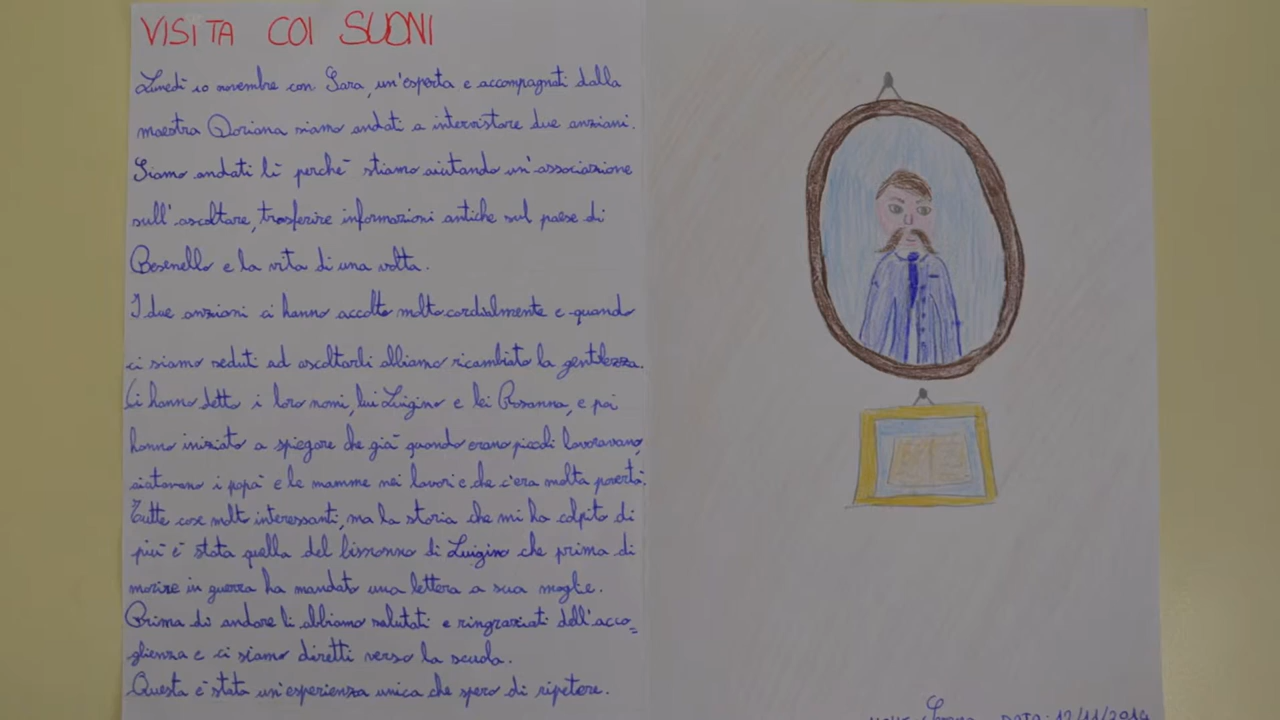 VISITA COI SUONI
Lunedì 10 novembre con Sara, un'esperta e accompagnati dalla
maestra Doriana siamo andati a intervistare due anziani.
Siamo andati lì perchè stiamo aiutando un'associazione
sull'ascoltare, trasferire informazioni antiche sul paese di
Besenello e la vita di una volta.
I due anziani ci hanno accolto molto cordialmente e quando
ci siamo seduti ad ascoltarli abbiamo ricambiato la gentilezza.
Ci hanno detto i loro nomi, lui Luigino e lei Rosanna, e poi
hanno iniziato a spiegare che già quando erano piccoli lavoravano,
aiutavano i papà e le mamme nei lavori e che c'era molta povertà.
Tutte cose molto interessanti, ma la storia che mi ha colpito di
più è stata quella del bisnonno di Luigino che prima di
morire in guerra ha mandato una lettera a sua moglie.
Prima di andare li abbiamo salutati e ringraziati dell'acco=
glienza e ci siamo diretti verso la scuola.
Questa è stata un'esperienza unica che spero di ripetere.
DATA: 12/11/2014